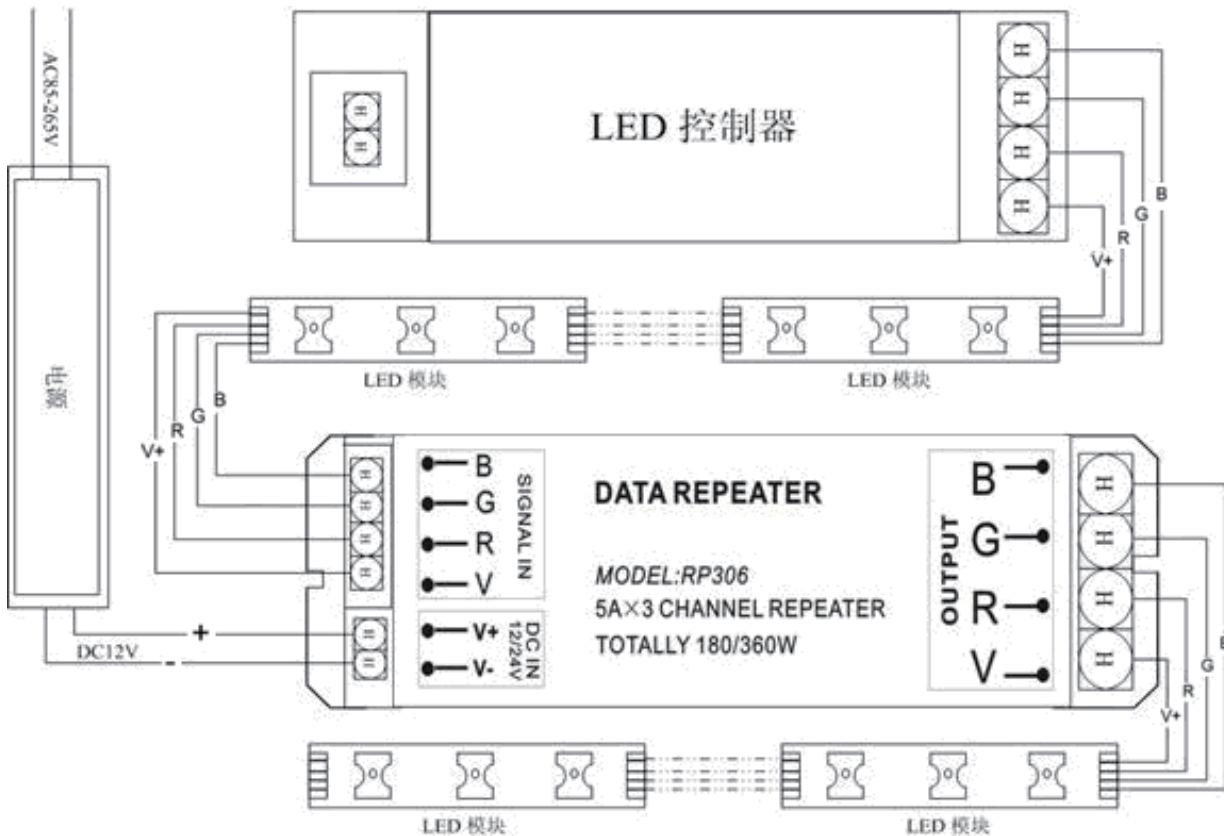 AC85-265V
电源
DC12V
+
-
LED 控制器
H
H
H
H
H
H
B
G
R
V+
LED 模块
LED 模块
V+
R
G
B
H
H
H
H
H
H
B
G
R
V
SIGNAL IN
V+
V-
DC IN
12/24V
DATA REPEATER
MODEL:RP306
5A×3 CHANNEL REPEATER
TOTALLY 180/360W
OUTPUT
B
G
R
V
H
H
H
H
G
R
V+
LED 模块
LED 模块